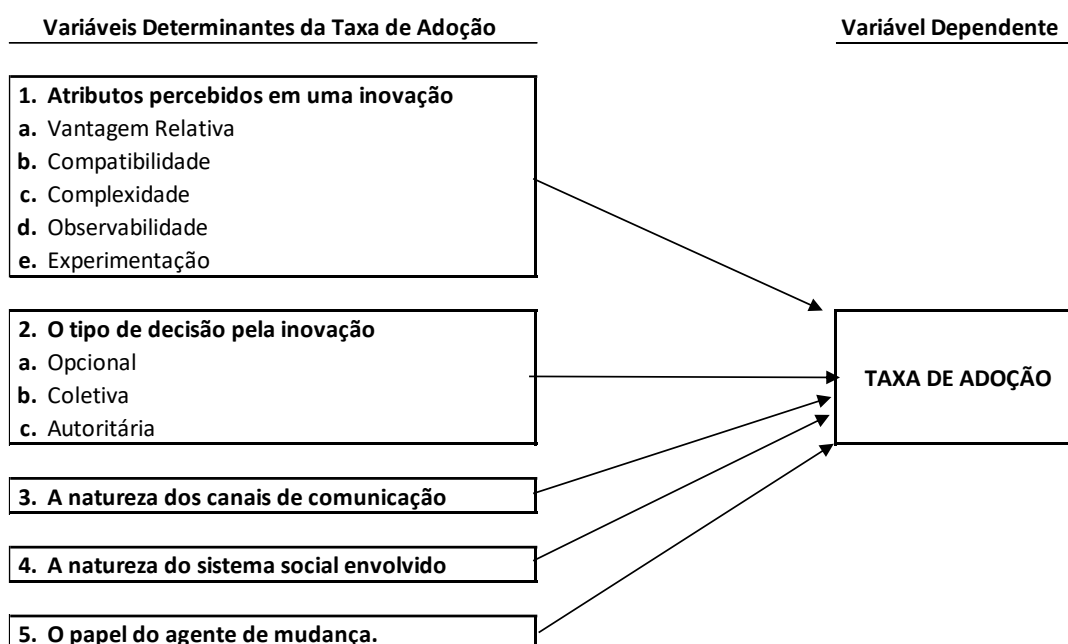 Variáveis Determinantes da Taxa de Adoção
Variável Dependente
1. Atributos percebidos em uma inovação
a. Vantagem Relativa
b. Compatibilidade
c. Complexidade
d. Observabilidade
e. Experimentação
2. O tipo de decisão pela inovação
a. Opcional
b. Coletiva
c. Autoritária
TAXA DE ADOÇÃO
3. A natureza dos canais de comunicação
4. A natureza do sistema social envolvido
5. O papel do agente de mudança.